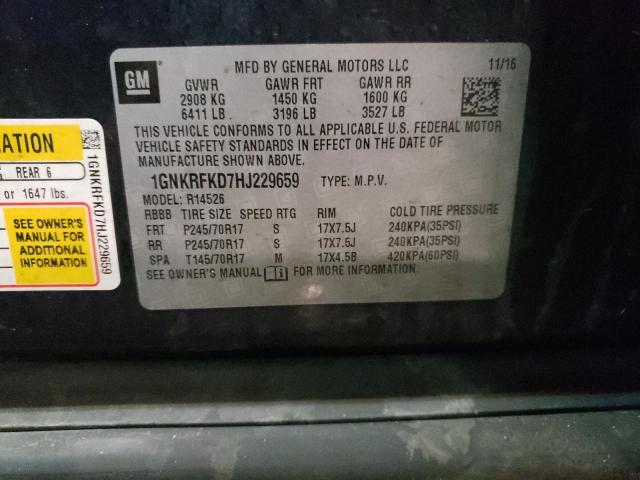 GM
MFD BY GENERAL MOTORS LLC 11/16
GVWR GAWR FRT GAWR RR
2908 KG 1450 KG 1600 KG
6411 LB 3196 LB 3527 LB
THIS VEHICLE CONFORMS TO ALL APPLICABLE U.S. FEDERAL MOTOR
VEHICLE SAFETY STANDARDS IN EFFECT ON THE DATE OF
MANUFACTURE SHOWN ABOVE.
1GNKRFKD7HJ229659 TYPE: M.P.V.
MODEL: R14526
RBBB TIRE SIZE SPEED RTG RIM COLD TIRE PRESSURE
FRT P245/70R17 S 17X7.5J 240KPA(35PSI)
RR P245/70R17 S 17X7.5J 240KPA(35PSI)
SPA T145/70R17 M 17X4.5B 420KPA(60PSI)
SEE OWNER'S MANUAL FOR MORE INFORMATION.
REAR 6
or 1647 lbs.
SEE OWNER'S
MANUAL FOR
ADDITIONAL
INFORMATION
1GNKRFKD7HJ229659